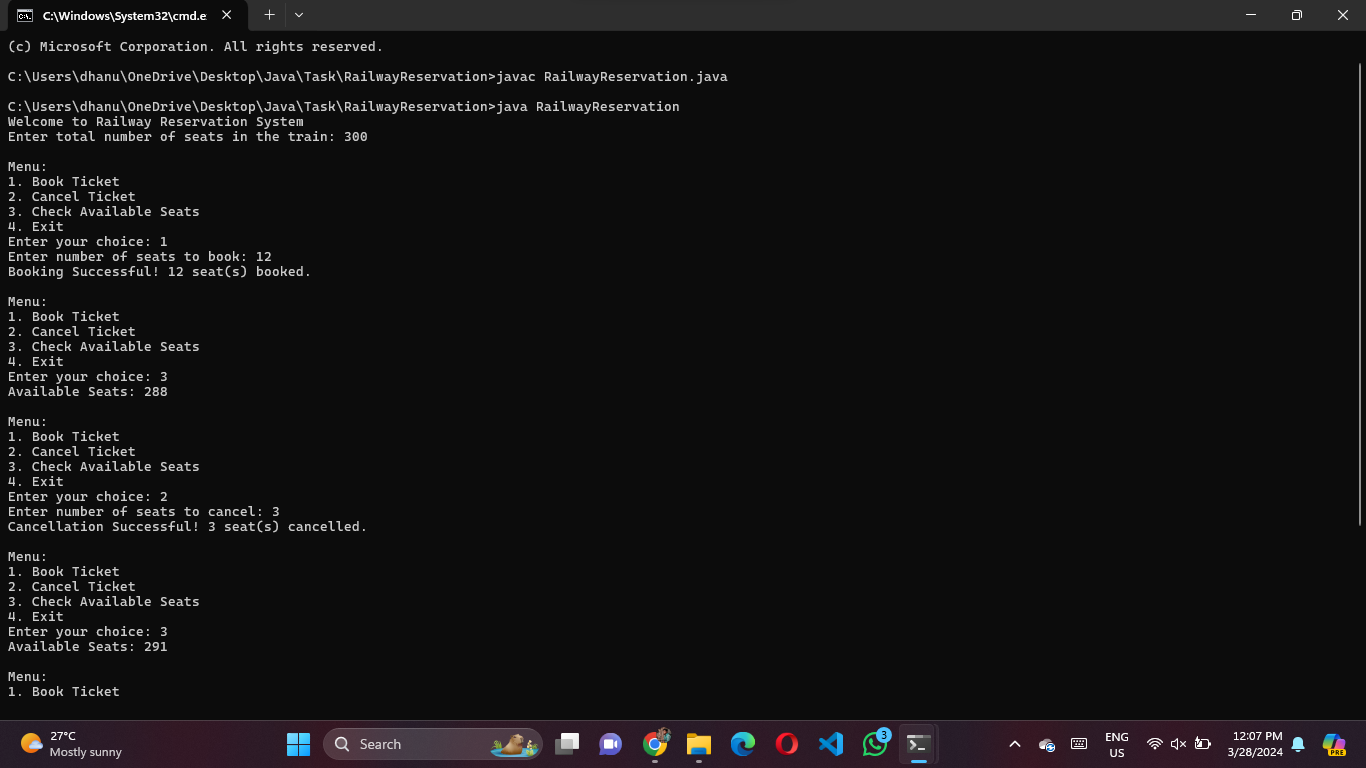 C:\Windows\System32\cmd.e
(c) Microsoft Corporation. All rights reserved.
C:\Users\dhanu\OneDrive\Desktop\Java\Task\RailwayReservation>javac RailwayReservation.java
C:\Users\dhanu\OneDrive\Desktop\Java\Task\RailwayReservation>java RailwayReservation
Welcome to Railway Reservation System
Enter total number of seats in the train: 300
Menu:
1. Book Ticket
2. Cancel Ticket
3. Check Available Seats
4. Exit
Enter your choice: 1
Enter number of seats to book: 12
Booking Successful! 12 seat(s) booked.
Menu:
1. Book Ticket
2. Cancel Ticket
3. Check Available Seats
4. Exit
Enter your choice: 3
Available Seats: 288
Menu:
1. Book Ticket
2. Cancel Ticket
3. Check Available Seats
4. Exit
Enter your choice: 2
Enter number of seats to cancel: 3
Cancellation Successful! 3 seat(s) cancelled.
Menu:
1. Book Ticket
2. Cancel Ticket
3. Check Available Seats
4. Exit
Enter your choice: 3
Available Seats: 291
Menu:
1. Book Ticket
27°C
Mostly sunny
Search
3
ENG
US
12:07 PM
3/28/2024
PRE